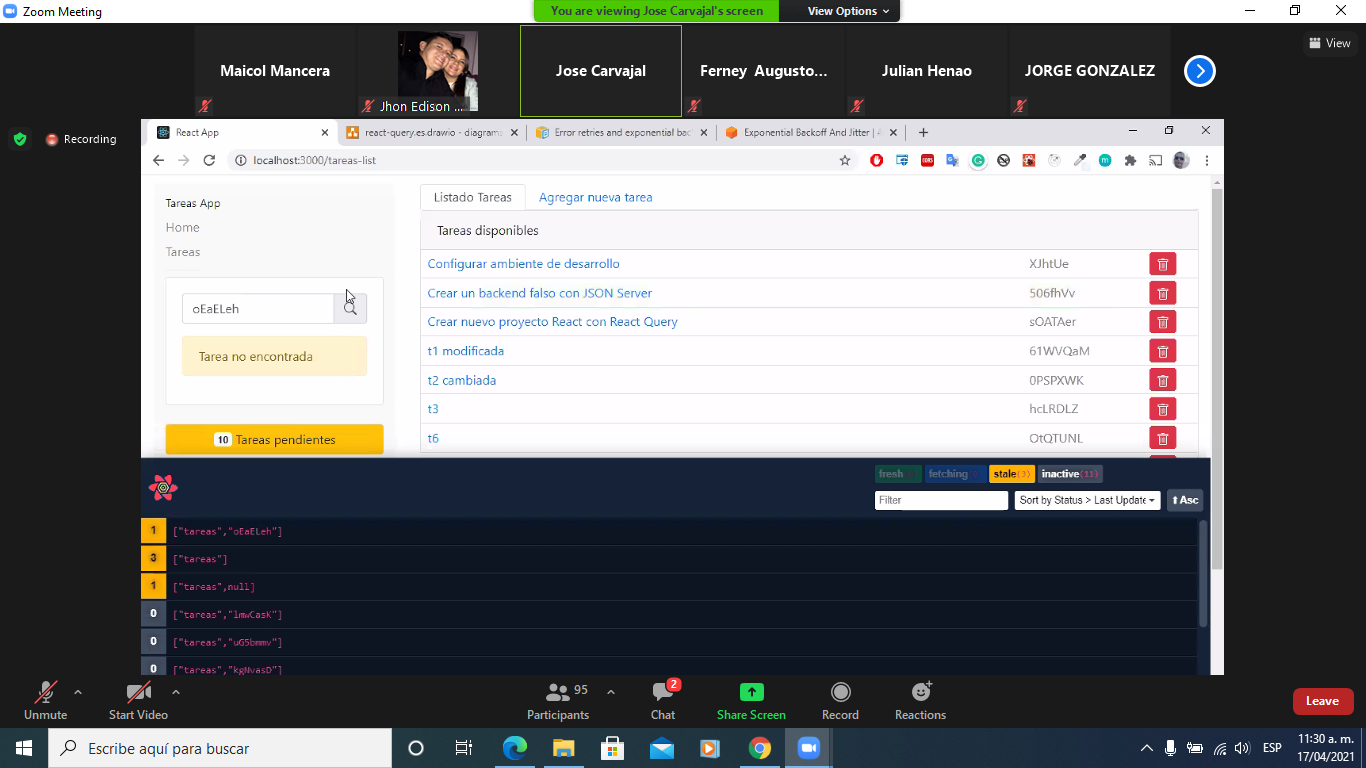 Zoom Meeting
You are viewing Jose Carvajal's screen
View Options
Maicol Mancera
Jhon Edison ...
Jose Carvajal
Ferney Augusto...
Julian Henao
JORGE GONZALEZ
View
Recording
React App
react-query.es.drawio - diagrams
Error retries and exponential bac
Exponential Backoff And Jitter |
localhost:3000/tareas-list
Tareas App
Home
Tareas
oEaELeh
Tarea no encontrada
10 Tareas pendientes
Listado Tareas
Agregar nueva tarea
Tareas disponibles
Configurar ambiente de desarrollo XJhtUe
Crear un backend falso con JSON Server 506fhVv
Crear nuevo proyecto React con React Query sOATAer
t1 modificada 61WVQaM
t2 cambiada 0PSPXWK
t3 hcLRDLZ
t6 OtQTUNL
fresh
fetching
stale(3)
inactive(11)
Filter
Sort by Status > Last Update
Asc
1 ["tareas","oEaELeh"]
3 ["tareas"]
1 ["tareas",null]
0 ["tareas","lmwCasK"]
0 ["tareas","uG5bmmv"]
0 ["tareas","kgNvasD"]
Unmute
Start Video
95
Participants
2
Chat
Share Screen
Record
Reactions
Leave
Escribe aquí para buscar
ESP
11:30 a. m.
17/04/2021